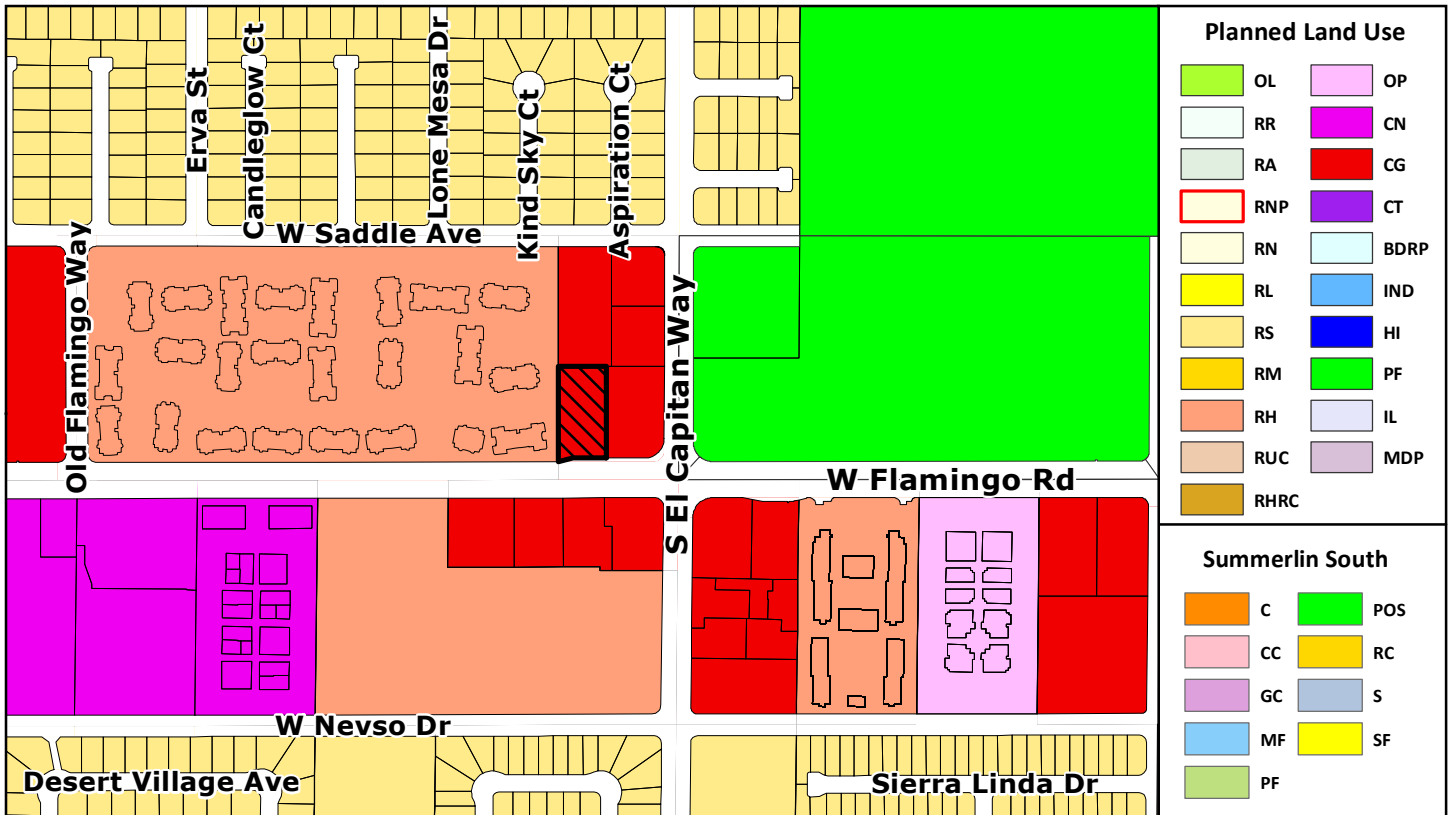 Erva St
Candleglow Ct
Lone Mesa Dr
Kind Sky Ct
Aspiration Ct
W Saddle Ave
Old Flamingo Way
S El Capitan Way
W Flamingo Rd
W Nevso Dr
Desert Village Ave
Sierra Linda Dr
Planned Land Use
OL
OP
RR
CN
RA
CG
RNP
CT
RN
BDRP
RL
IND
RS
HI
RM
PF
RH
IL
RUC
MDP
RHRC
Summerlin South
C
POS
CC
RC
GC
S
MF
SF
PF